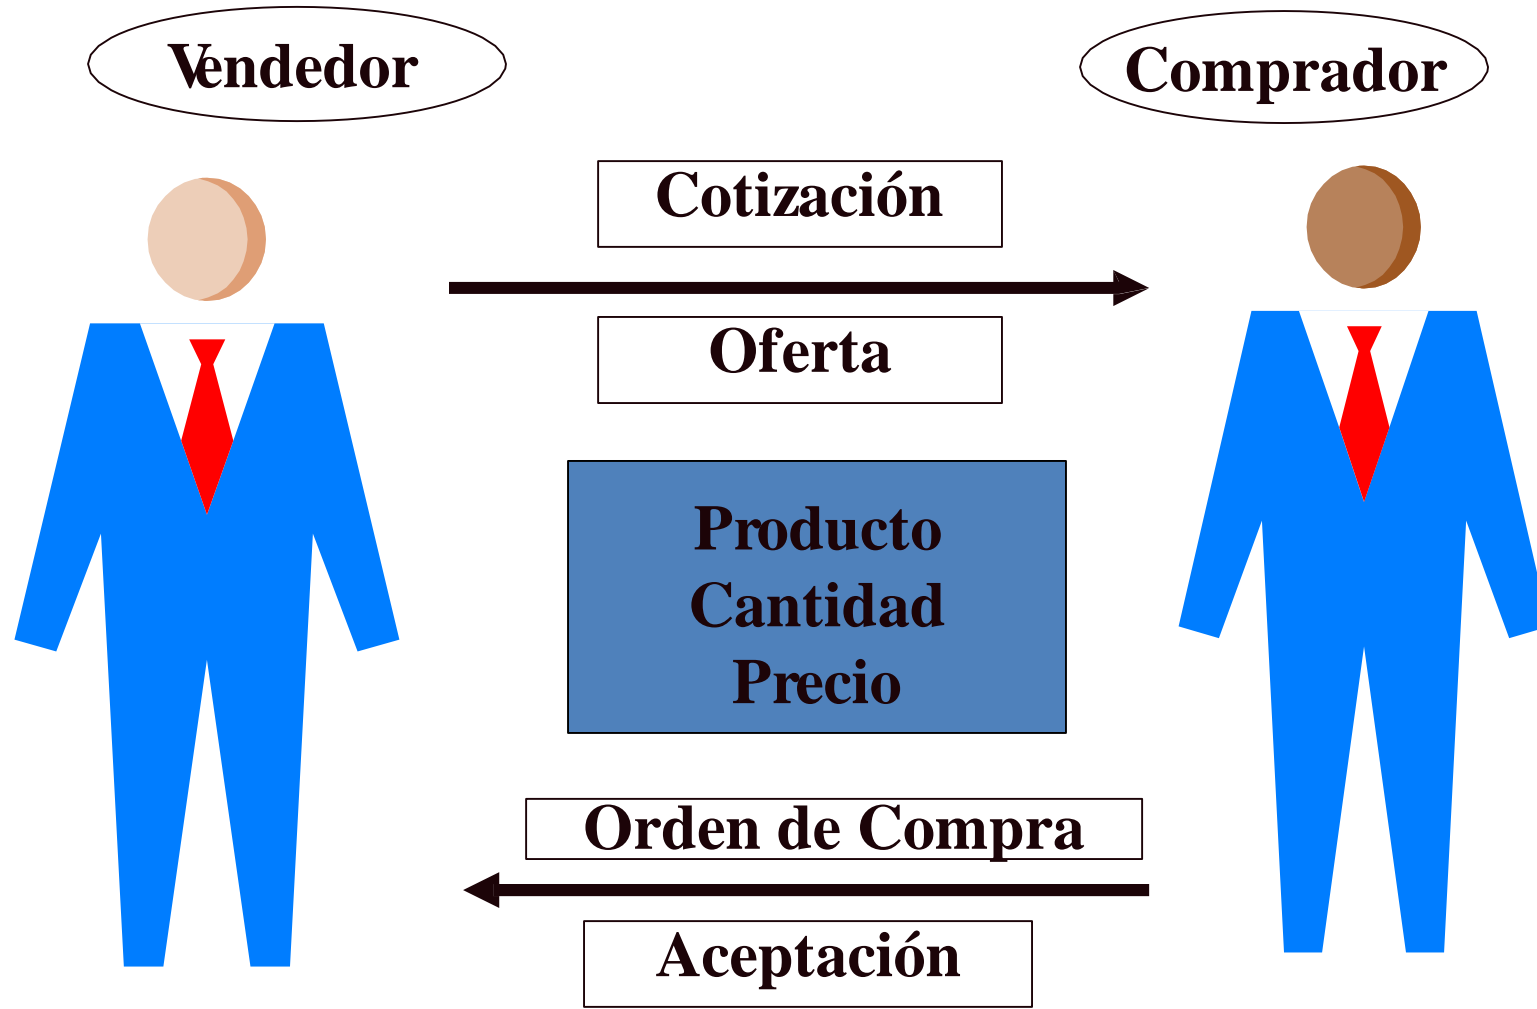 Vendedor
Comprador
Cotización
Oferta
Producto
Cantidad
Precio
Orden de Compra
Aceptación